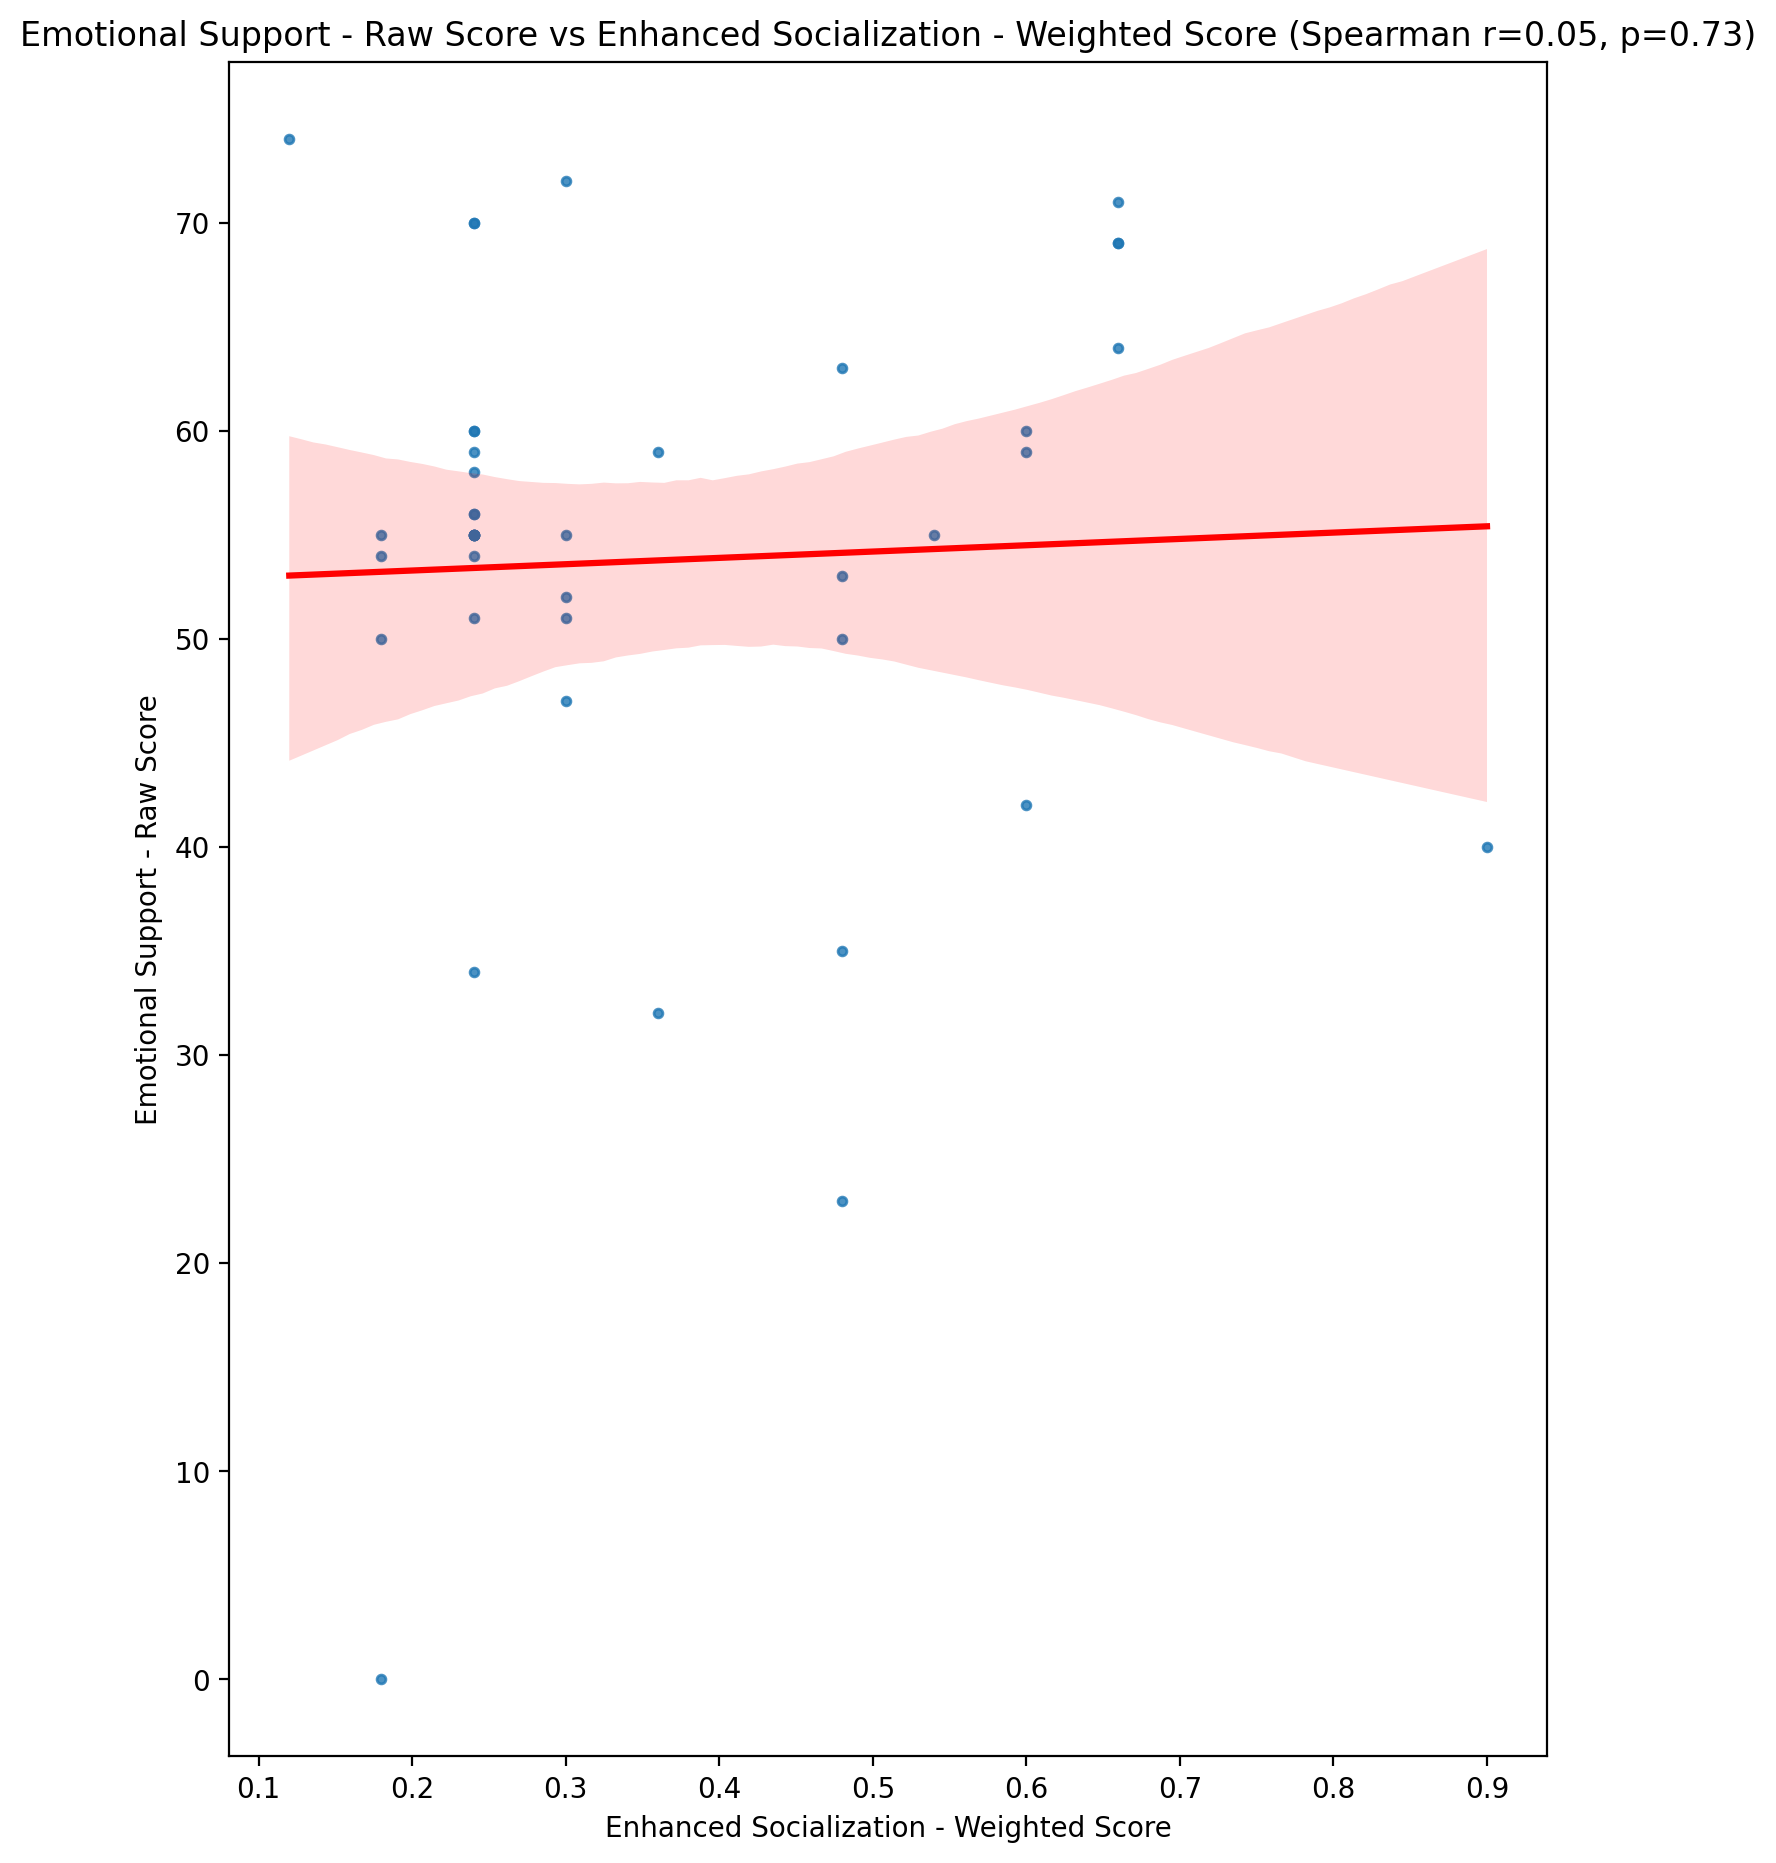 Emotional Support - Raw Score vs Enhanced Socialization - Weighted Score (Spearman r=0.05, p=0.73)
70
60
50
40
30
20
10
0
Emotional Support - Raw Score
0.1 0.2 0.3 0.4 0.5 0.6 0.7 0.8 0.9
Enhanced Socialization - Weighted Score